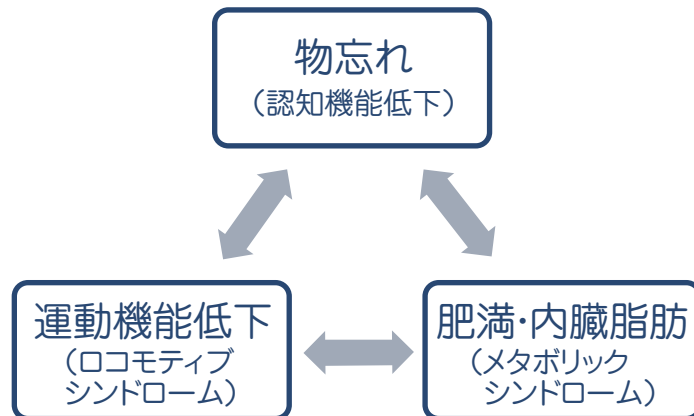 物忘れ
（認知機能低下）
運動機能低下
（ロコモティブ
シンドローム）
肥満・内臓脂肪
（メタボリック
シンドローム）